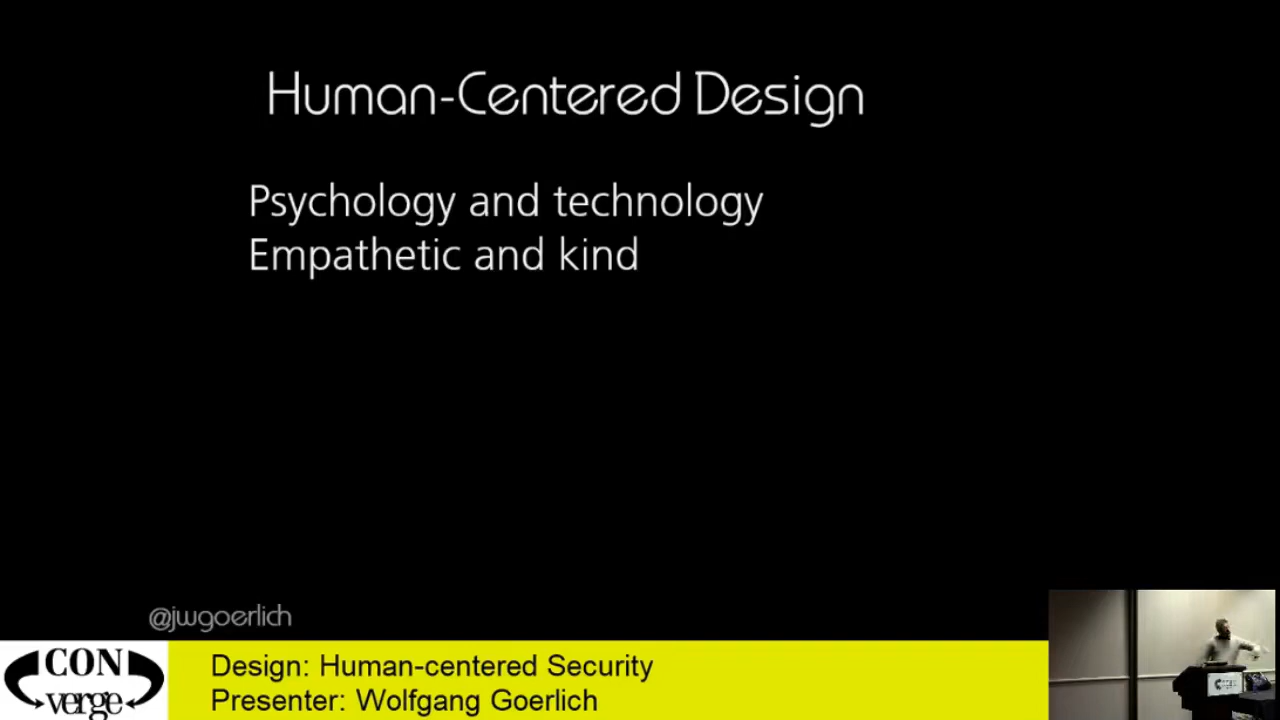 Human-Centered Design
Psychology and technology
Empathetic and kind
@jwgoerlich
CON
verge
Design: Human-centered Security
Presenter: Wolfgang Goerlich